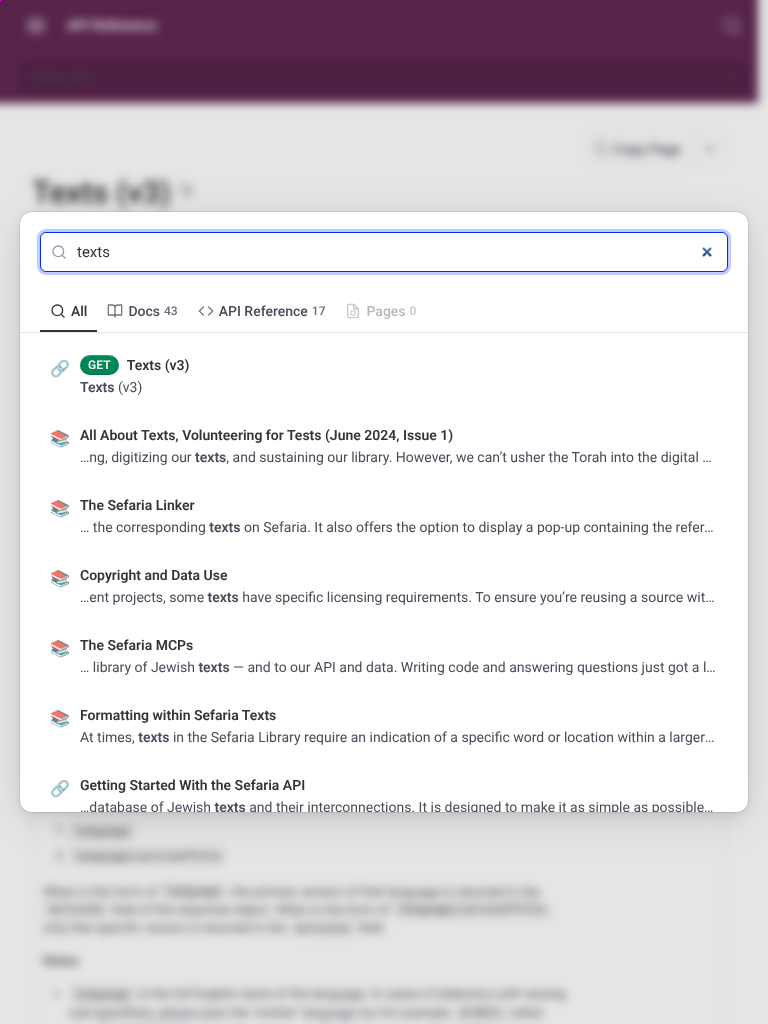 API Reference
Copy Page
Texts (v3)
texts
All
Docs 43
API Reference 17
Pages 0
GET Texts (v3)
Texts (v3)
All About Texts, Volunteering for Tests (June 2024, Issue 1)
…ng, digitizing our texts, and sustaining our library. However, we can’t usher the Torah into the digital …
The Sefaria Linker
… the corresponding texts on Sefaria. It also offers the option to display a pop-up containing the refer…
Copyright and Data Use
…ent projects, some texts have specific licensing requirements. To ensure you’re reusing a source wit…
The Sefaria MCPs
… library of Jewish texts — and to our API and data. Writing code and answering questions just got a l…
Formatting within Sefaria Texts
At times, texts in the Sefaria Library require an indication of a specific word or location within a larger…
Getting Started With the Sefaria API
…database of Jewish texts and their interconnections. It is designed to make it as simple as possible…
Notes